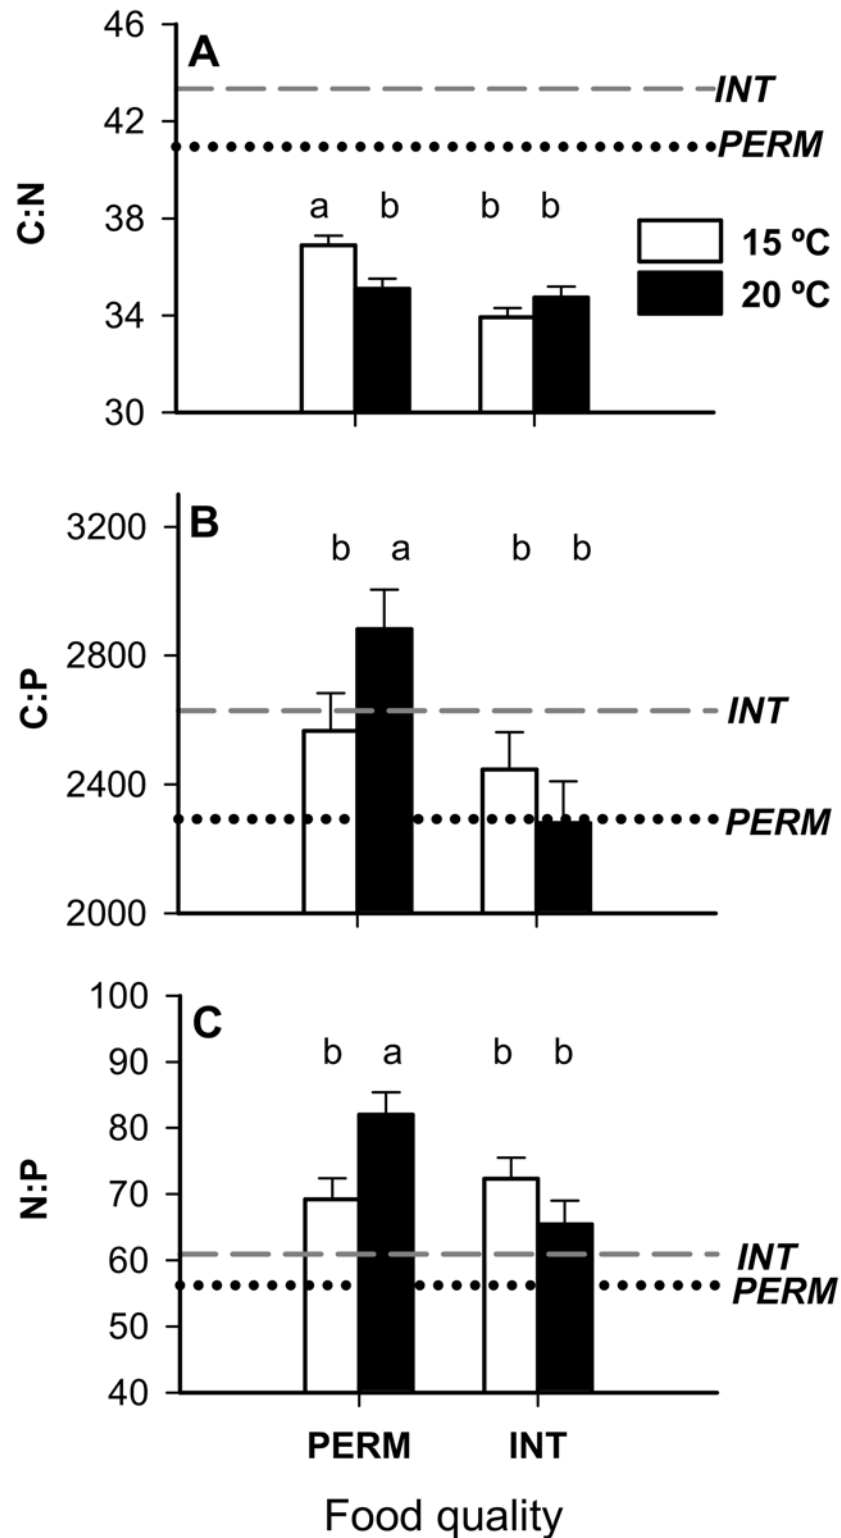 46
A
INT
42
PERM
C:N
a b b b
38
15 ºC
20 ºC
34
30
3200
B
b a b b
2800
C:P
INT
2400
PERM
2000
100
C
90
b a b b
80
N:P
70
60
INT
PERM
50
40
PERM INT
Food quality